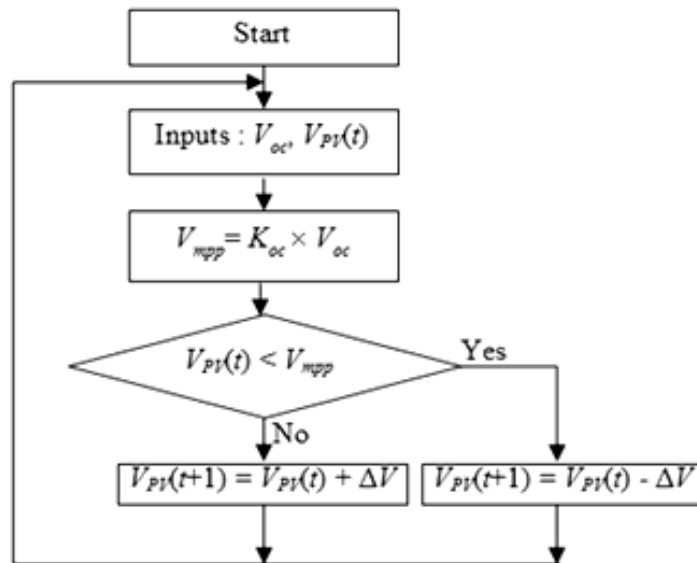 Start
Inputs : Voc, VPV(t)
Vmpp= Koc × Voc
VPV(t) < Vmpp
Yes
No
VPV(t+1) = VPV(t) + ΔV
VPV(t+1) = VPV(t) - ΔV